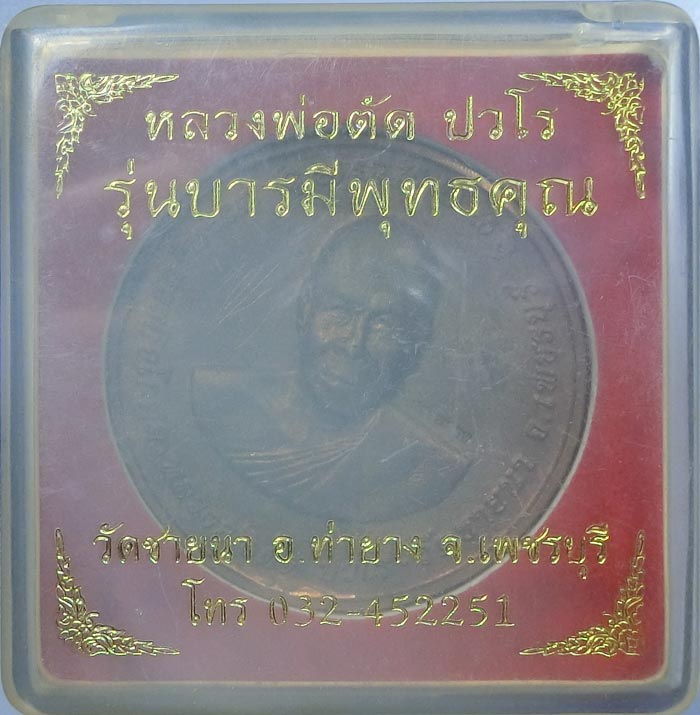 หลวงพ่อตัด ปวโร
รุ่นบารมีพุทธคุณ
วัดชายนา อ.ท่ายาง จ.เพชรบุรี
โทร 032-452251